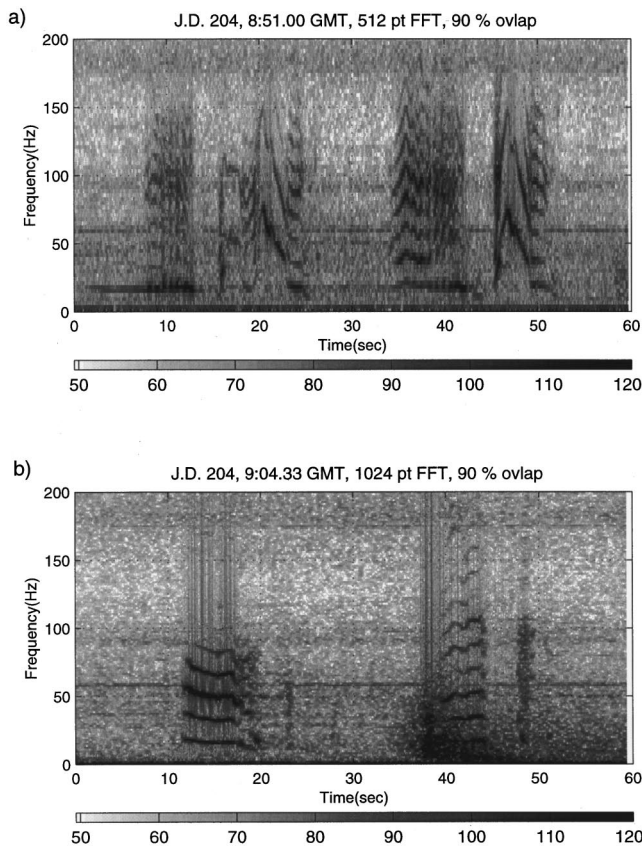 a)
J.D. 204, 8:51.00 GMT, 512 pt FFT, 90 % ovlap
200
150
100
50
0
Frequency(Hz)
0 10 20 30 40 50 60
Time(sec)
50 60 70 80 90 100 110 120
b)
J.D. 204, 9:04.33 GMT, 1024 pt FFT, 90 % ovlap
200
150
100
50
0
Frequency(Hz)
0 10 20 30 40 50 60
Time(sec)
50 60 70 80 90 100 110 120